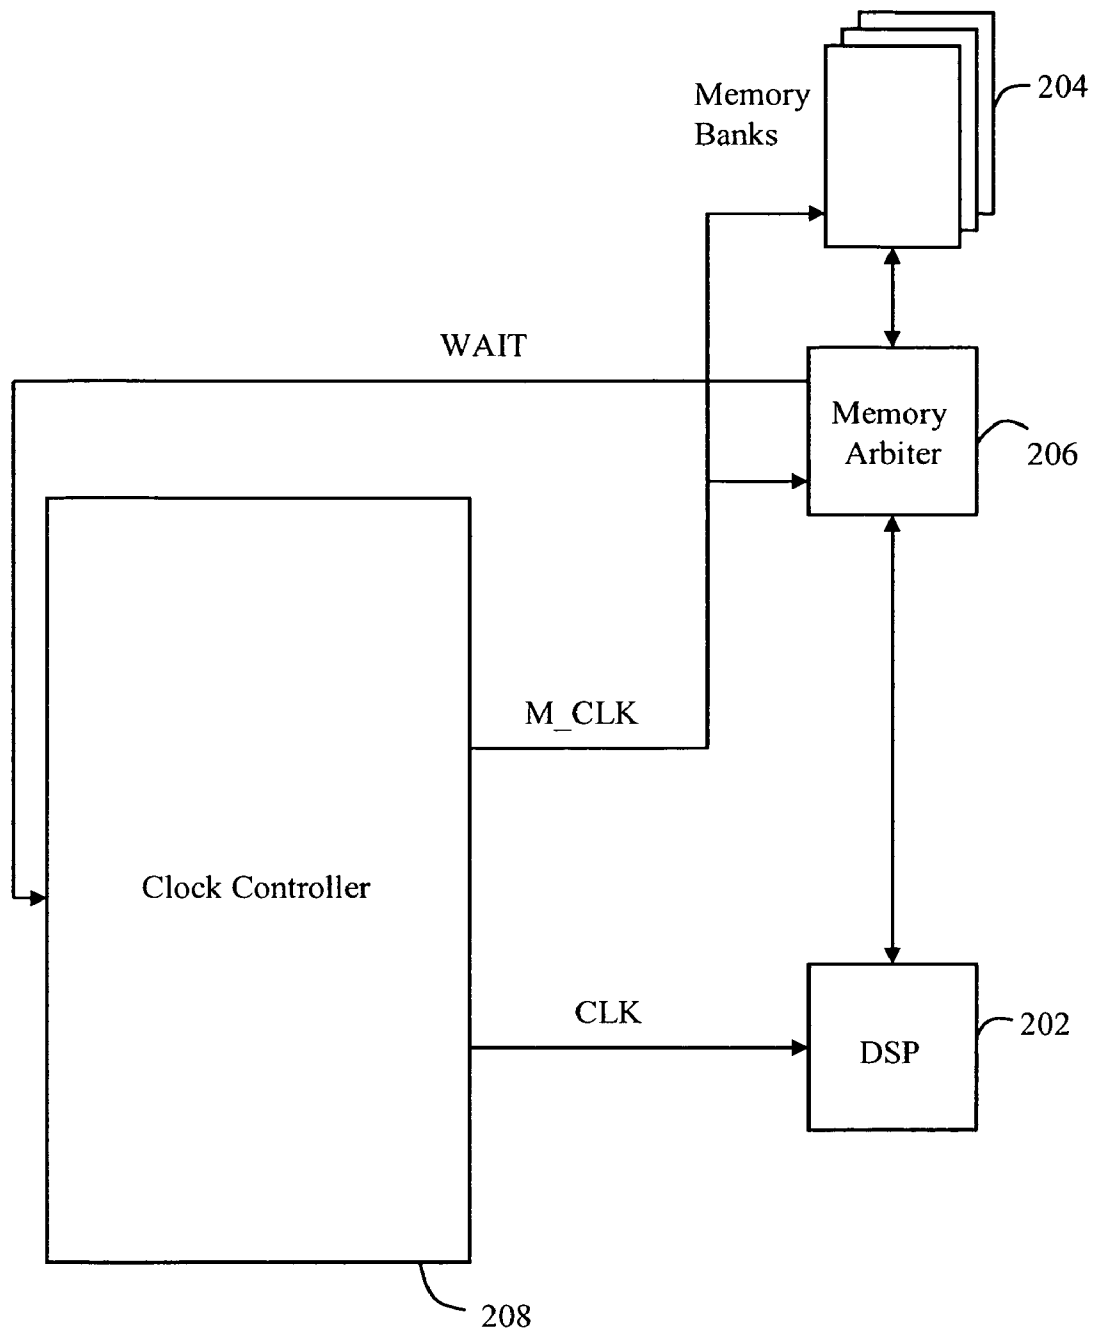 Memory
Banks
204
WAIT
Memory
Arbiter
206
M_CLK
Clock Controller
CLK
202
DSP
208